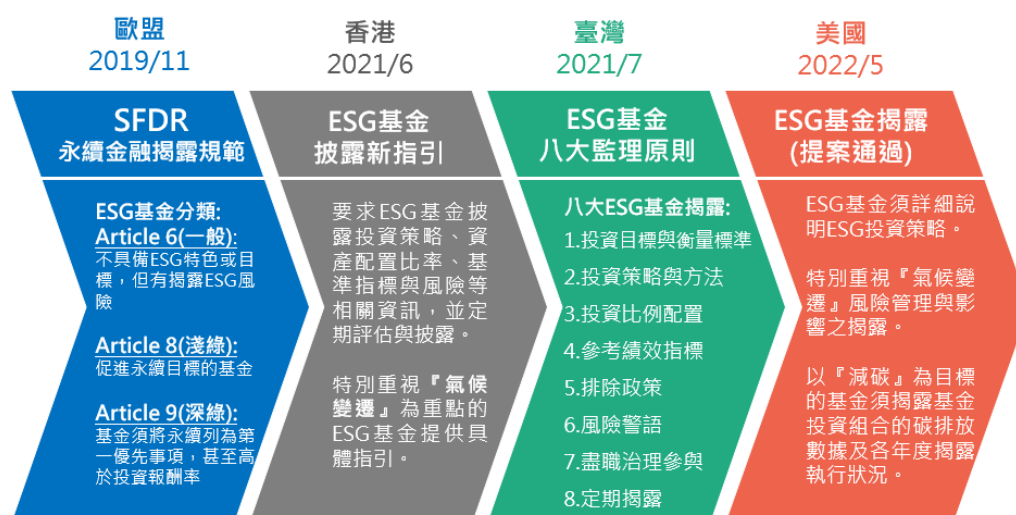 歐盟
2019/11
SFDR
永續金融揭露規範
ESG基金分類:
Article 6(一般):
不具備ESG特色或目
標，但有揭露ESG風
險
Article 8(淺綠):
促進永續目標的基金
Article 9(深綠):
基金須將永續列為第
一優先事項，甚至高
於投資報酬率
香港
2021/6
ESG基金
披露新指引
要求ESG基金披
露投資策略、資
產配置比率、基
準指標與風險等
相關資訊，並定
期評估與披露。
特別重視『氣候
變遷』為重點的
ESG基金提供具
體指引。
臺灣
2021/7
ESG基金
八大監理原則
八大ESG基金揭露:
1.投資目標與衡量標準
2.投資策略與方法
3.投資比例配置
4.參考績效指標
5.排除政策
6.風險警語
7.盡職治理參與
8.定期揭露
美國
2022/5
ESG基金揭露
(提案通過)
ESG基金須詳細說
明ESG投資策略。
特別重視『氣候變
遷』風險管理與影
響之揭露。
以『減碳』為目標
的基金須揭露基金
投資組合的碳排放
數據及各年度揭露
執行狀況。